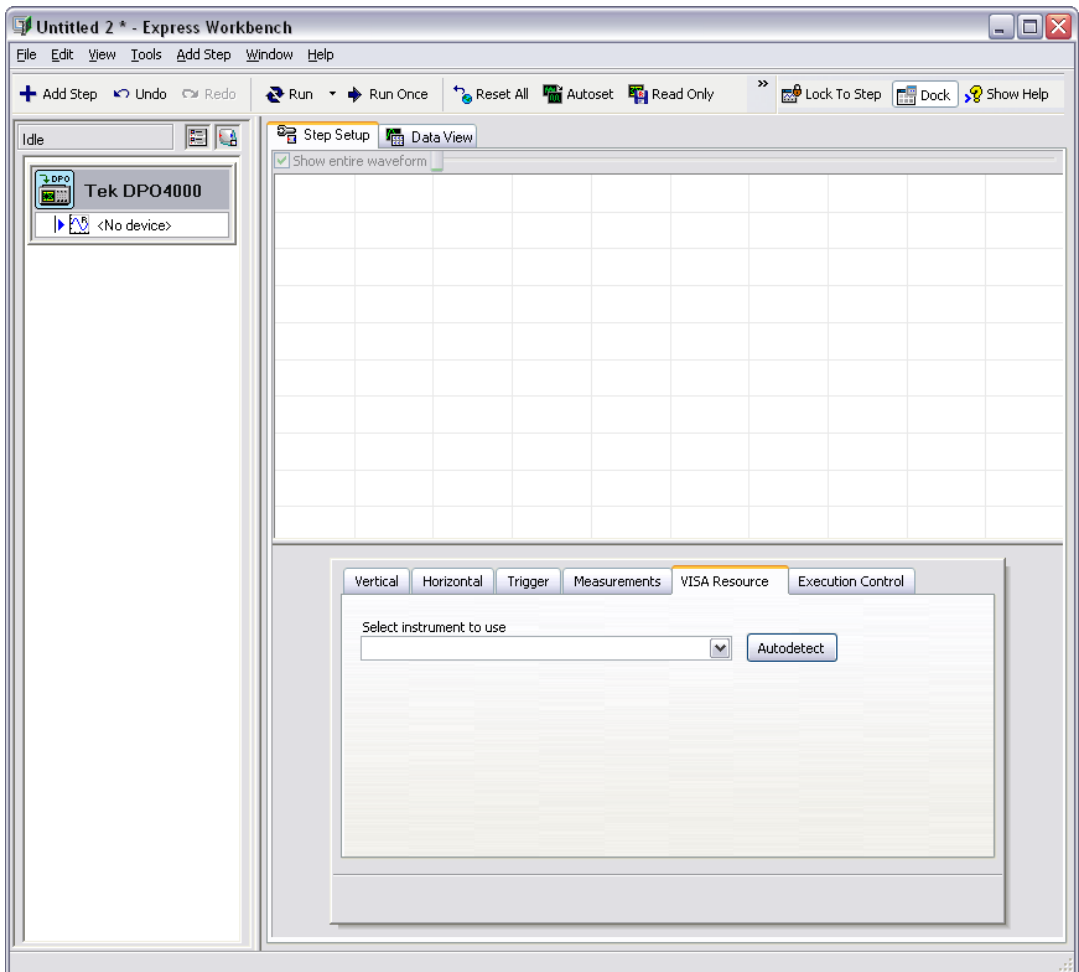 Untitled 2 * - Express Workbench
File Edit View Tools Add Step Window Help
Add Step Undo Redo Run Run Once Reset All Autoset Read Only » Lock To Step Dock Show Help
Idle
Step Setup Data View
Show entire waveform
DPO
Tek DPO4000
<No device>
Vertical Horizontal Trigger Measurements VISA Resource Execution Control
Select instrument to use
Autodetect